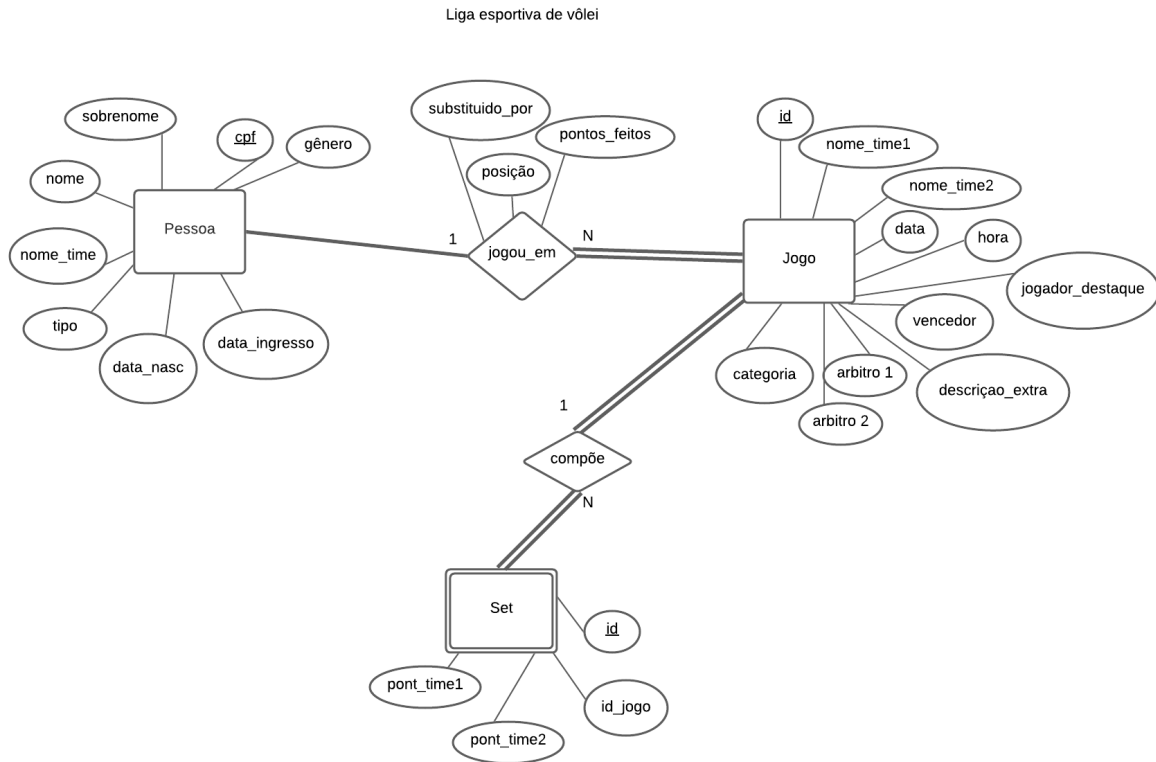 Liga esportiva de vôlei
sobrenome
cpf
gênero
nome
Pessoa
nome_time
tipo
data_nasc
data_ingresso
substituido_por
pontos_feitos
posição
1
jogou_em
N
id
nome_time1
nome_time2
data
hora
Jogo
jogador_destaque
vencedor
categoria
arbitro 1
descriçao_extra
arbitro 2
1
compõe
N
Set
id
pont_time1
id_jogo
pont_time2